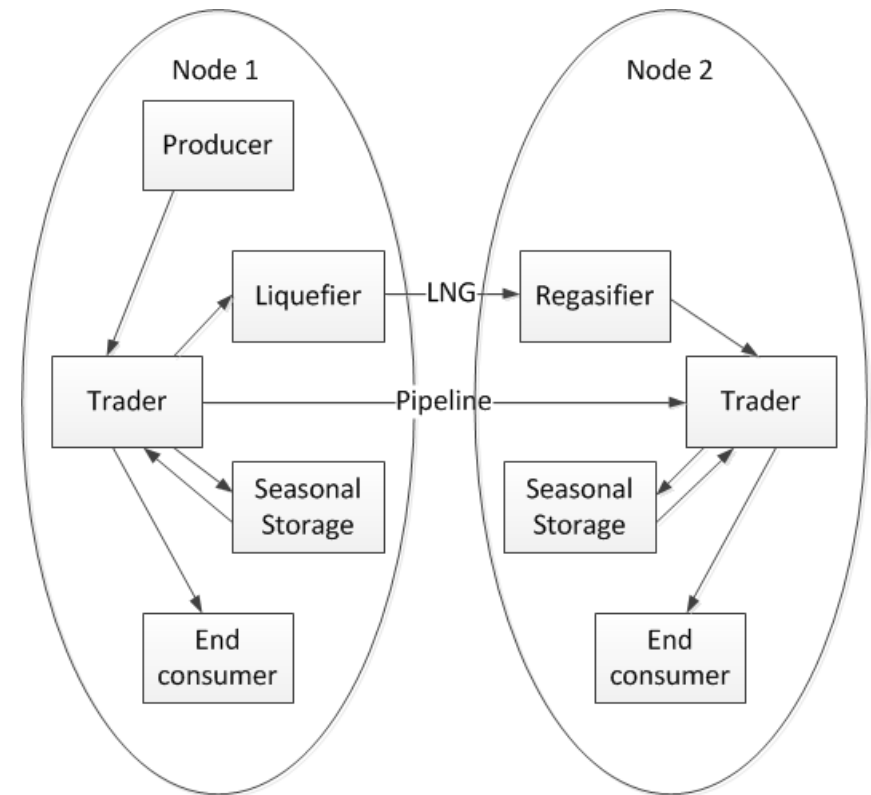 Node 1
Node 2
Producer
Liquefier
LNG
Regasifier
Trader
Pipeline
Trader
Seasonal
Storage
Seasonal
Storage
End
consumer
End
consumer